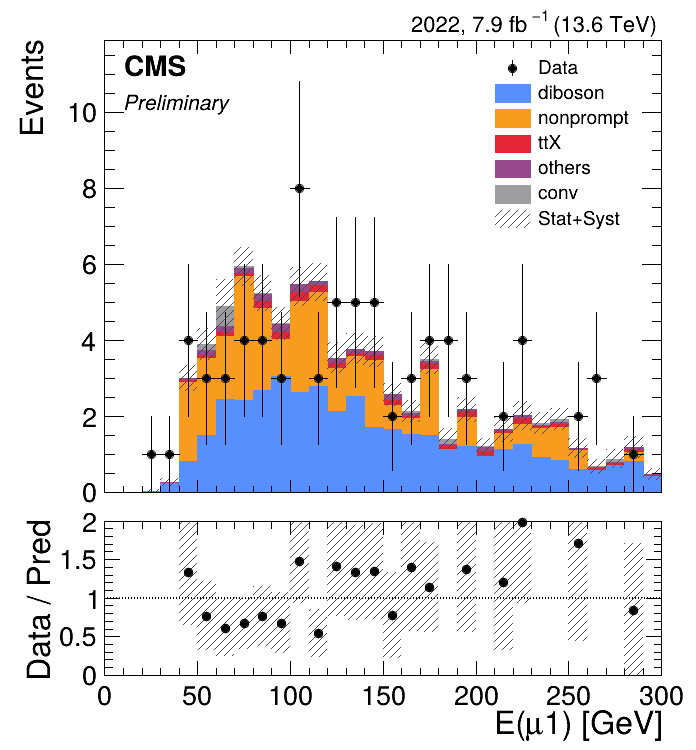 2022, 7.9 fb⁻¹ (13.6 TeV)
Events
CMS
Preliminary
Data
diboson
nonprompt
ttX
others
conv
Stat+Syst
10
8
6
4
2
0
Data / Pred
2
1.5
1
0.5
0
0 50 100 150 200 250 300
E(μ1) [GeV]